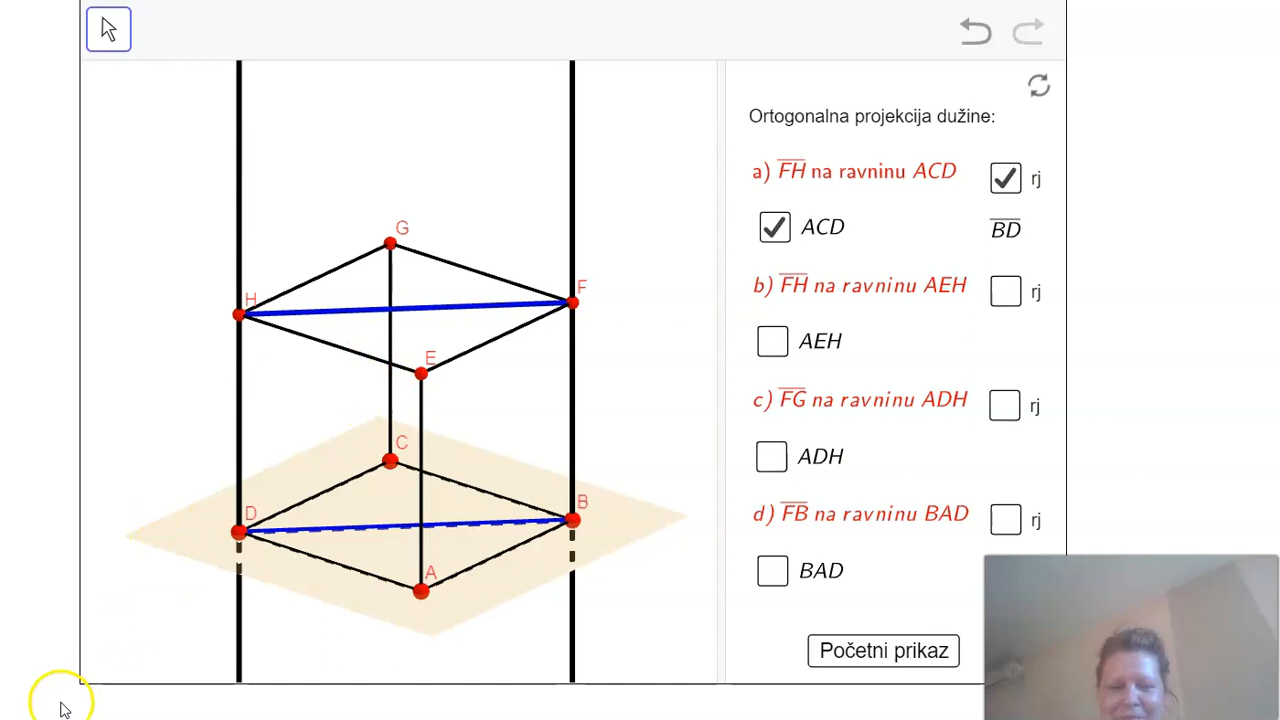 Ortogonalna projekcija dužine:
a) FH na ravninu ACD
rj
ACD
BD
b) FH na ravninu AEH
rj
AEH
c) FG na ravninu ADH
rj
ADH
d) FB na ravninu BAD
rj
BAD
Početni prikaz
G
H
F
E
C
D
B
A